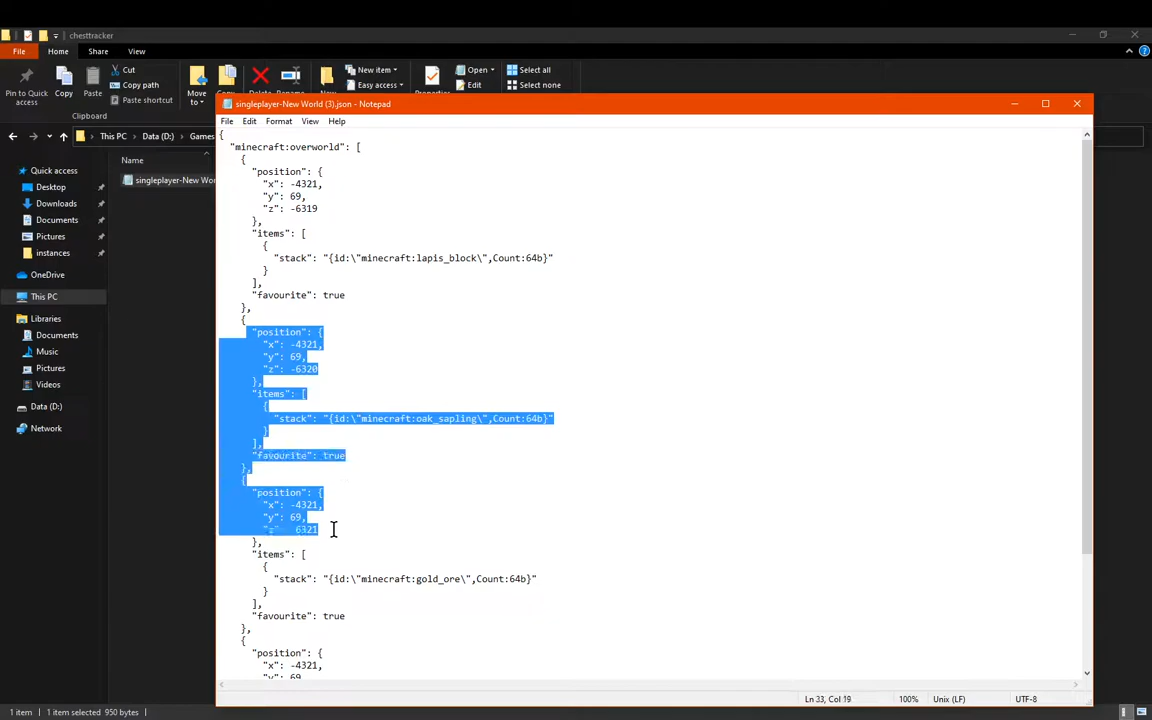 chesttracker
File Home Share View
Pin to Quick access
Copy
Paste
Cut
Copy path
Paste shortcut
Clipboard
Move to
New item
Easy access
Open
Edit
Select all
Select none
This PC Data (D:) Games
Name
singleplayer-New Worl
Quick access
Desktop
Downloads
Documents
Pictures
instances
OneDrive
This PC
Libraries
Documents
Music
Pictures
Videos
Data (D:)
Network
1 item 1 item selected 950 bytes
singleplayer-New World (3).json - Notepad
File Edit Format View Help
{
"minecraft:overworld": [
{
"position": {
"x": -4321,
"y": 69,
"z": -6319
},
"items": [
{
"stack": "{id:\"minecraft:lapis_block\",Count:64b}"
}
],
"favourite": true
},
{
"position": {
"x": -4321,
"y": 69,
"z": -6320
},
"items": [
{
"stack": "{id:\"minecraft:oak_sapling\",Count:64b}"
}
],
"favourite": true
},
{
"position": {
"x": -4321,
"y": 69,
"z": 6321
},
"items": [
{
"stack": "{id:\"minecraft:gold_ore\",Count:64b}"
}
],
"favourite": true
},
{
"position": {
"x": -4321,
"y": 69
Ln 33, Col 19 100% Unix (LF) UTF-8